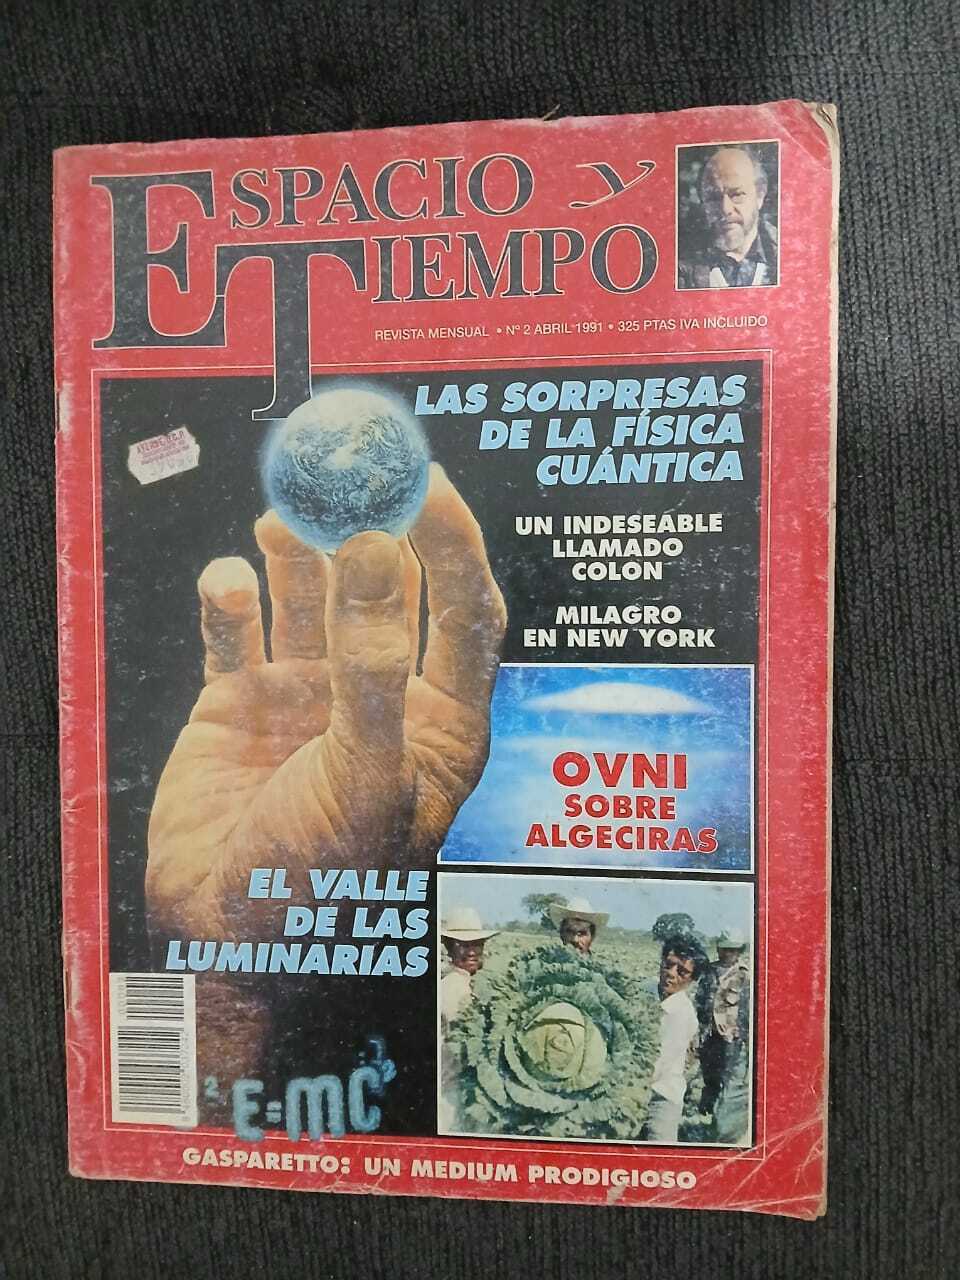 ESPACIO Y
TIEMPO
REVISTA MENSUAL • Nº 2 ABRIL 1991 • 325 PTAS IVA INCLUIDO
LAS SORPRESAS
DE LA FÍSICA
CUÁNTICA
UN INDESEABLE
LLAMADO
COLON
MILAGRO
EN NEW YORK
OVNI
SOBRE
ALGECIRAS
EL VALLE
DE LAS
LUMINARIAS
E=MC²
GASPARETTO: UN MEDIUM PRODIGIOSO